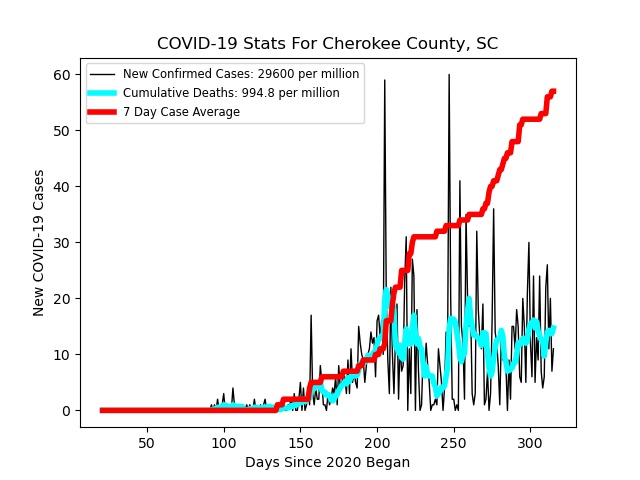 COVID-19 Stats For Cherokee County, SC
New Confirmed Cases: 29600 per million
Cumulative Deaths: 994.8 per million
7 Day Case Average
60
50
40
30
20
10
0
New COVID-19 Cases
50 100 150 200 250 300
Days Since 2020 Began